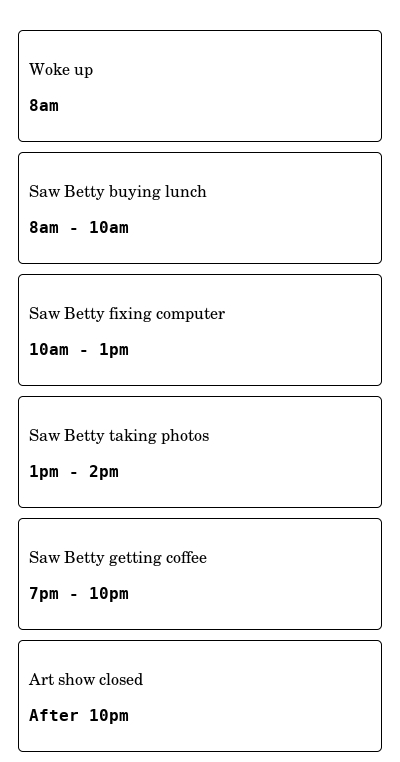 Woke up
8am
Saw Betty buying lunch
8am - 10am
Saw Betty fixing computer
10am - 1pm
Saw Betty taking photos
1pm - 2pm
Saw Betty getting coffee
7pm - 10pm
Art show closed
After 10pm